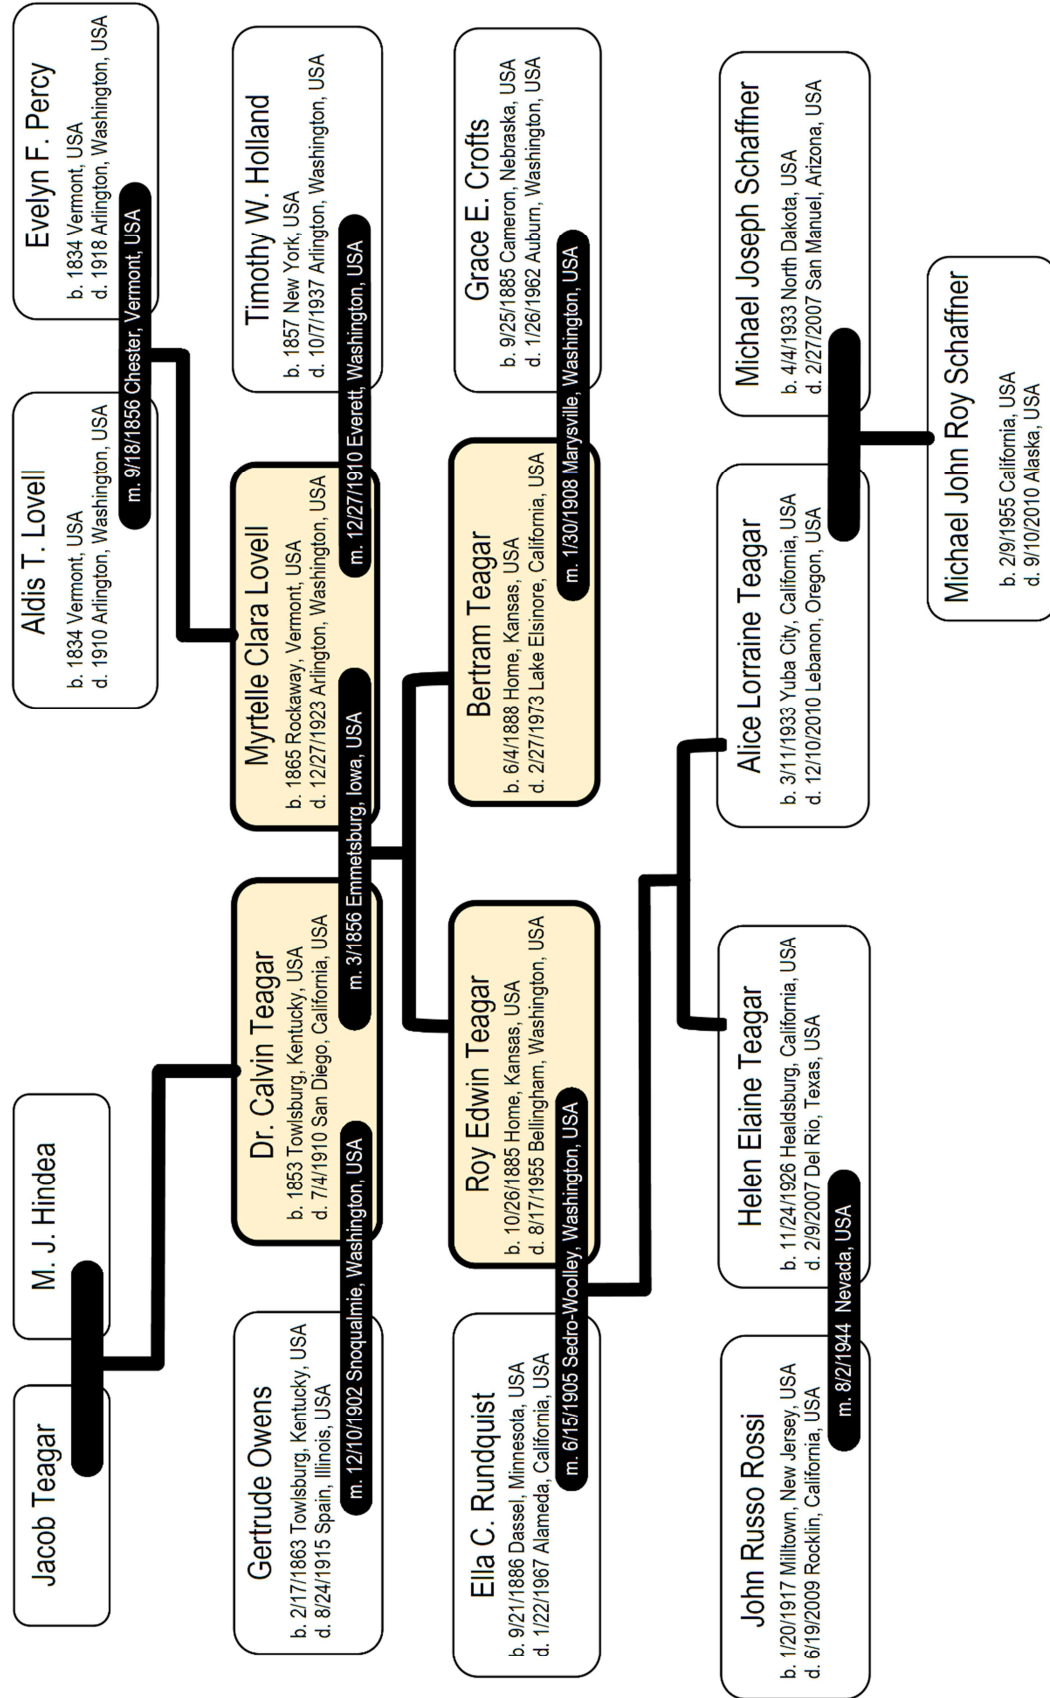 Jacob Teagar
M. J. Hindea
Aldis T. Lovell
b. 1834 Vermont, USA
d. 1910 Arlington, Washington, USA
Evelyn F. Percy
b. 1834 Vermont, USA
d. 1918 Arlington, Washington, USA
m. 9/18/1856 Chester, Vermont, USA
Gertrude Owens
b. 2/17/1863 Towlsburg, Kentucky, USA
d. 8/24/1915 Spain, Illinois, USA
m. 12/10/1902 Snoqualmie, Washington, USA
Dr. Calvin Teagar
b. 1853 Towlsburg, Kentucky, USA
d. 7/4/1910 San Diego, California, USA
m. 3/1856 Emmetsburg, Iowa, USA
Myrtelle Clara Lovell
b. 1865 Rockaway, Vermont, USA
d. 12/27/1923 Arlington, Washington, USA
m. 12/27/1910 Everett, Washington, USA
Timothy W. Holland
b. 1857 New York, USA
d. 10/7/1937 Arlington, Washington, USA
Ella C. Rundquist
b. 9/21/1886 Dassel, Minnesota, USA
d. 1/22/1967 Alameda, California, USA
m. 6/15/1905 Sedro-Woolley, Washington, USA
Roy Edwin Teagar
b. 10/26/1885 Home, Kansas, USA
d. 8/17/1955 Bellingham, Washington, USA
Bertram Teagar
b. 6/4/1888 Home, Kansas, USA
d. 2/27/1973 Lake Elsinore, California, USA
m. 1/30/1908 Marysville, Washington, USA
Grace E. Crofts
b. 9/25/1885 Cameron, Nebraska, USA
d. 1/26/1962 Auburn, Washington, USA
John Russo Rossi
b. 1/20/1917 Milltown, New Jersey, USA
d. 6/19/2009 Rocklin, California, USA
m. 8/2/1944 Nevada, USA
Helen Elaine Teagar
b. 11/24/1926 Healdsburg, California, USA
d. 2/9/2007 Del Rio, Texas, USA
Alice Lorraine Teagar
b. 3/11/1933 Yuba City, California, USA
d. 12/10/2010 Lebanon, Oregon, USA
Michael Joseph Schaffner
b. 4/4/1933 North Dakota, USA
d. 2/27/2007 San Manuel, Arizona, USA
Michael John Roy Schaffner
b. 2/9/1955 California, USA
d. 9/10/2010 Alaska, USA